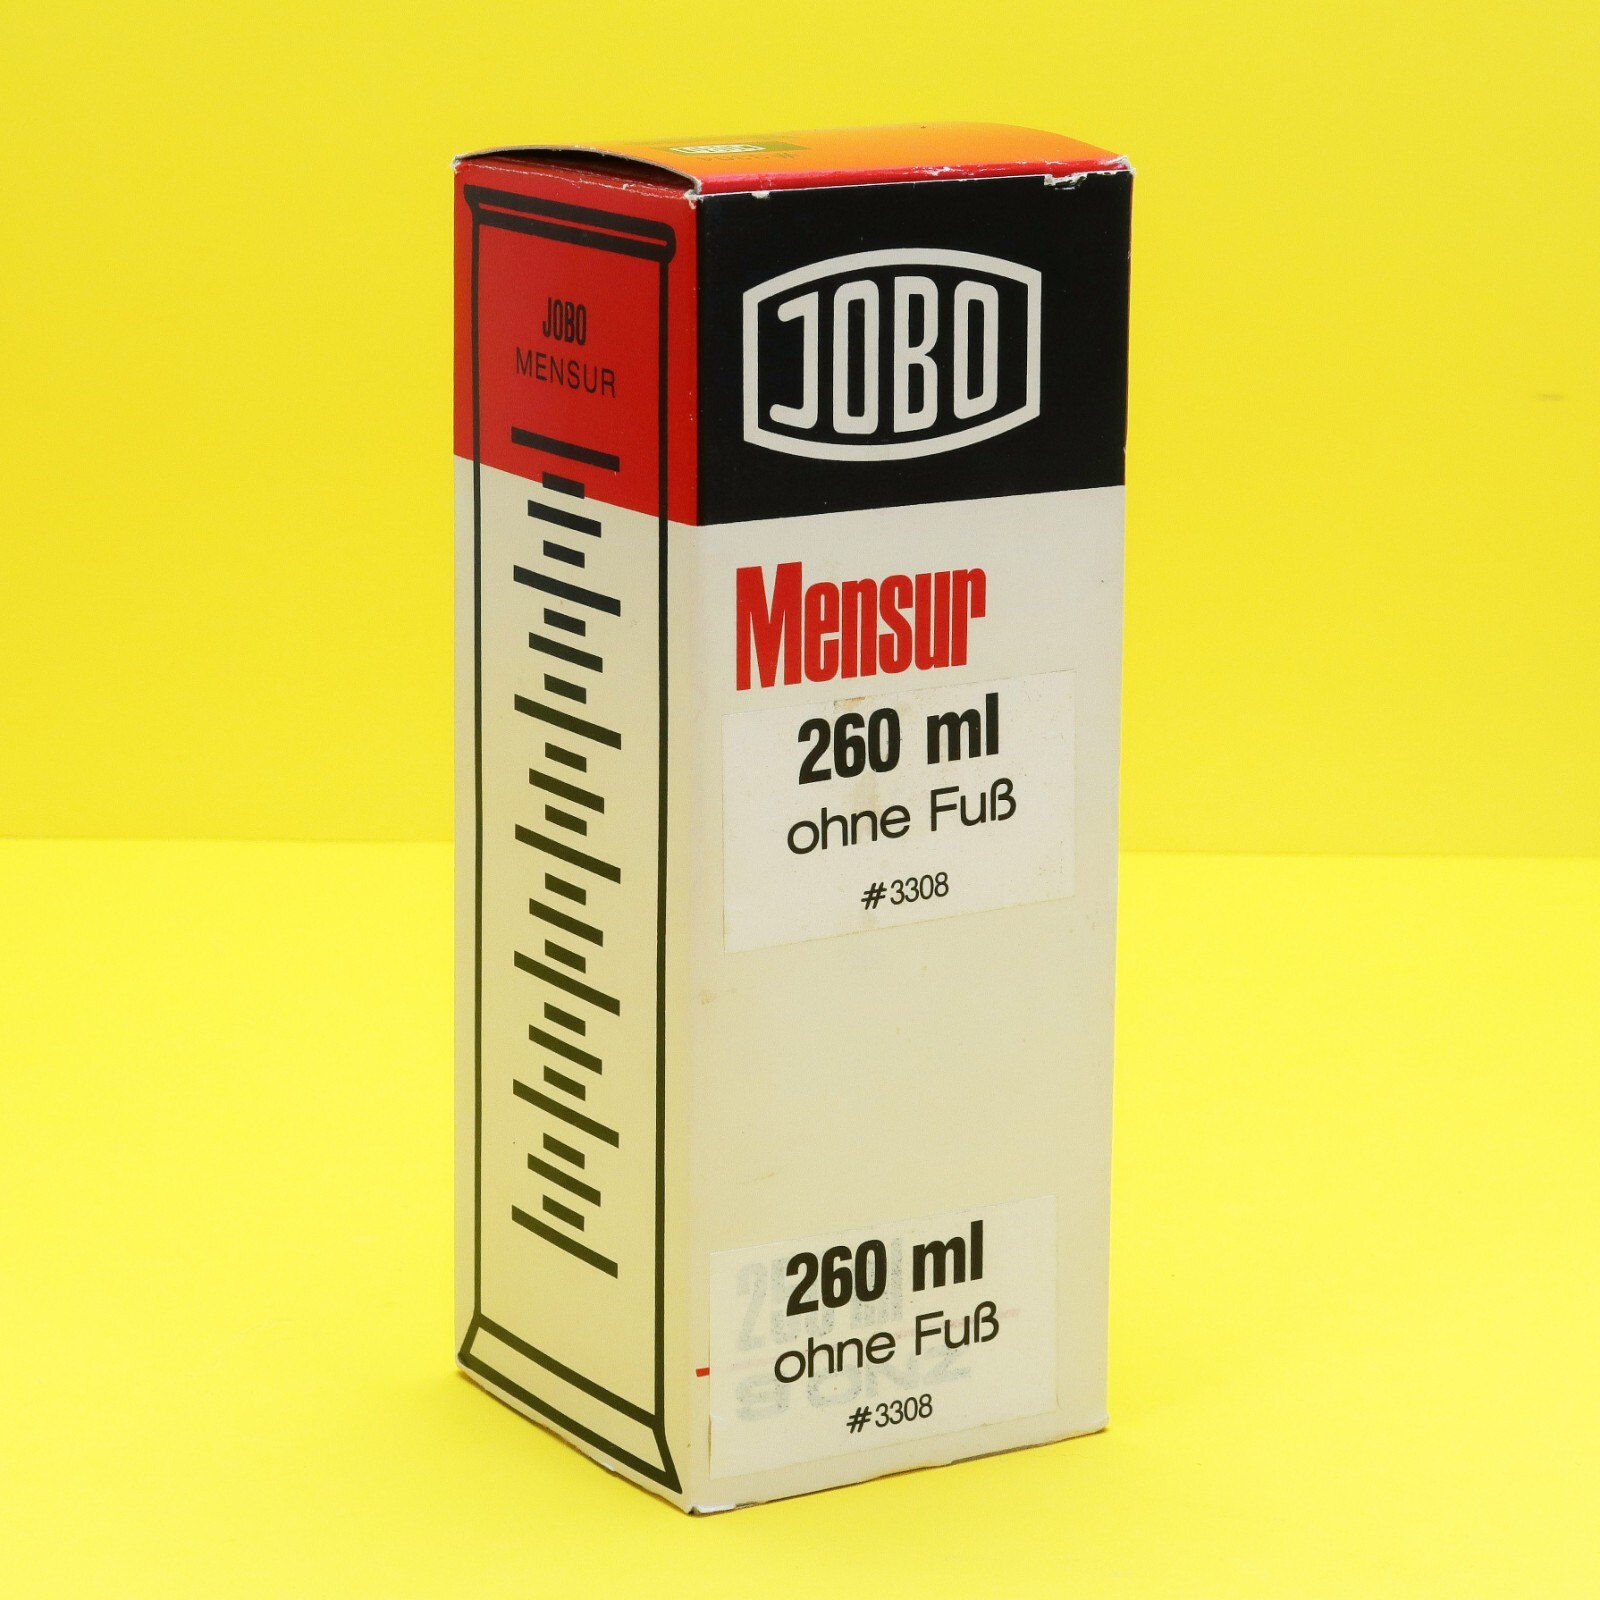 JOBO
MENSUR
JOBO
Mensur
260 ml
ohne Fuß
#3308
260 ml
ohne Fuß
#3308